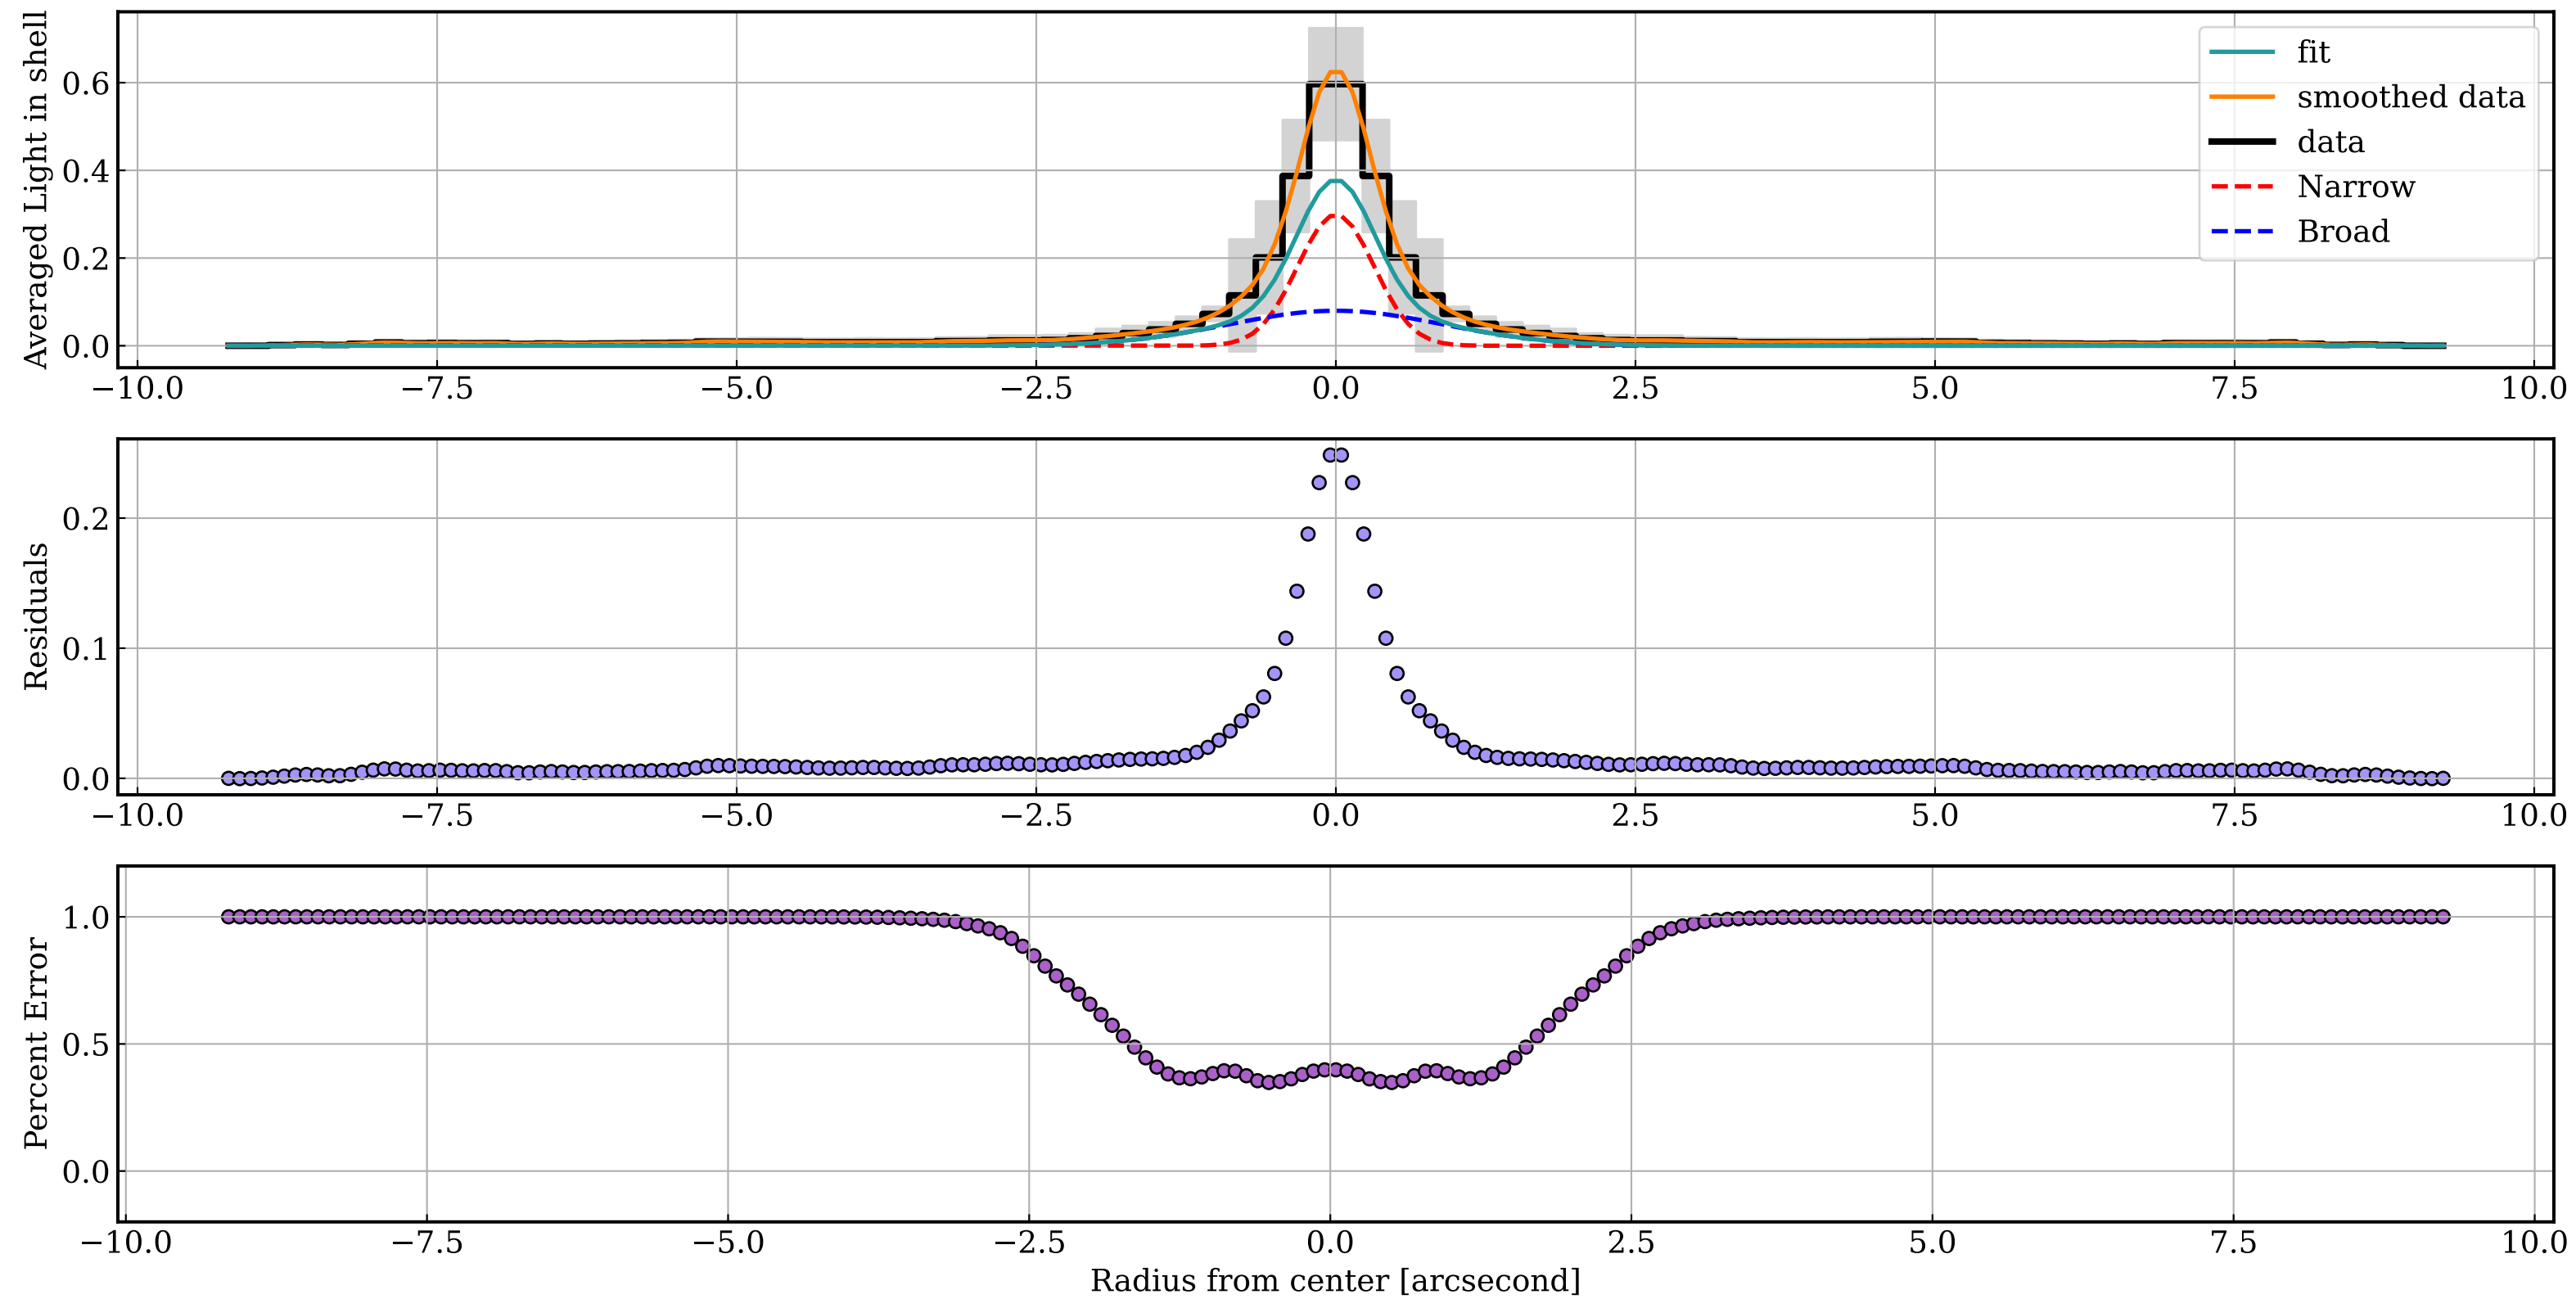 Averaged Light in shell
0.6
0.4
0.2
0.0
−10.0 −7.5 −5.0 −2.5 0.0 2.5 5.0 7.5 10.0
fit
smoothed data
data
Narrow
Broad
Residuals
0.2
0.1
0.0
−10.0 −7.5 −5.0 −2.5 0.0 2.5 5.0 7.5 10.0
Percent Error
1.0
0.5
0.0
−10.0 −7.5 −5.0 −2.5 0.0 2.5 5.0 7.5 10.0
Radius from center [arcsecond]